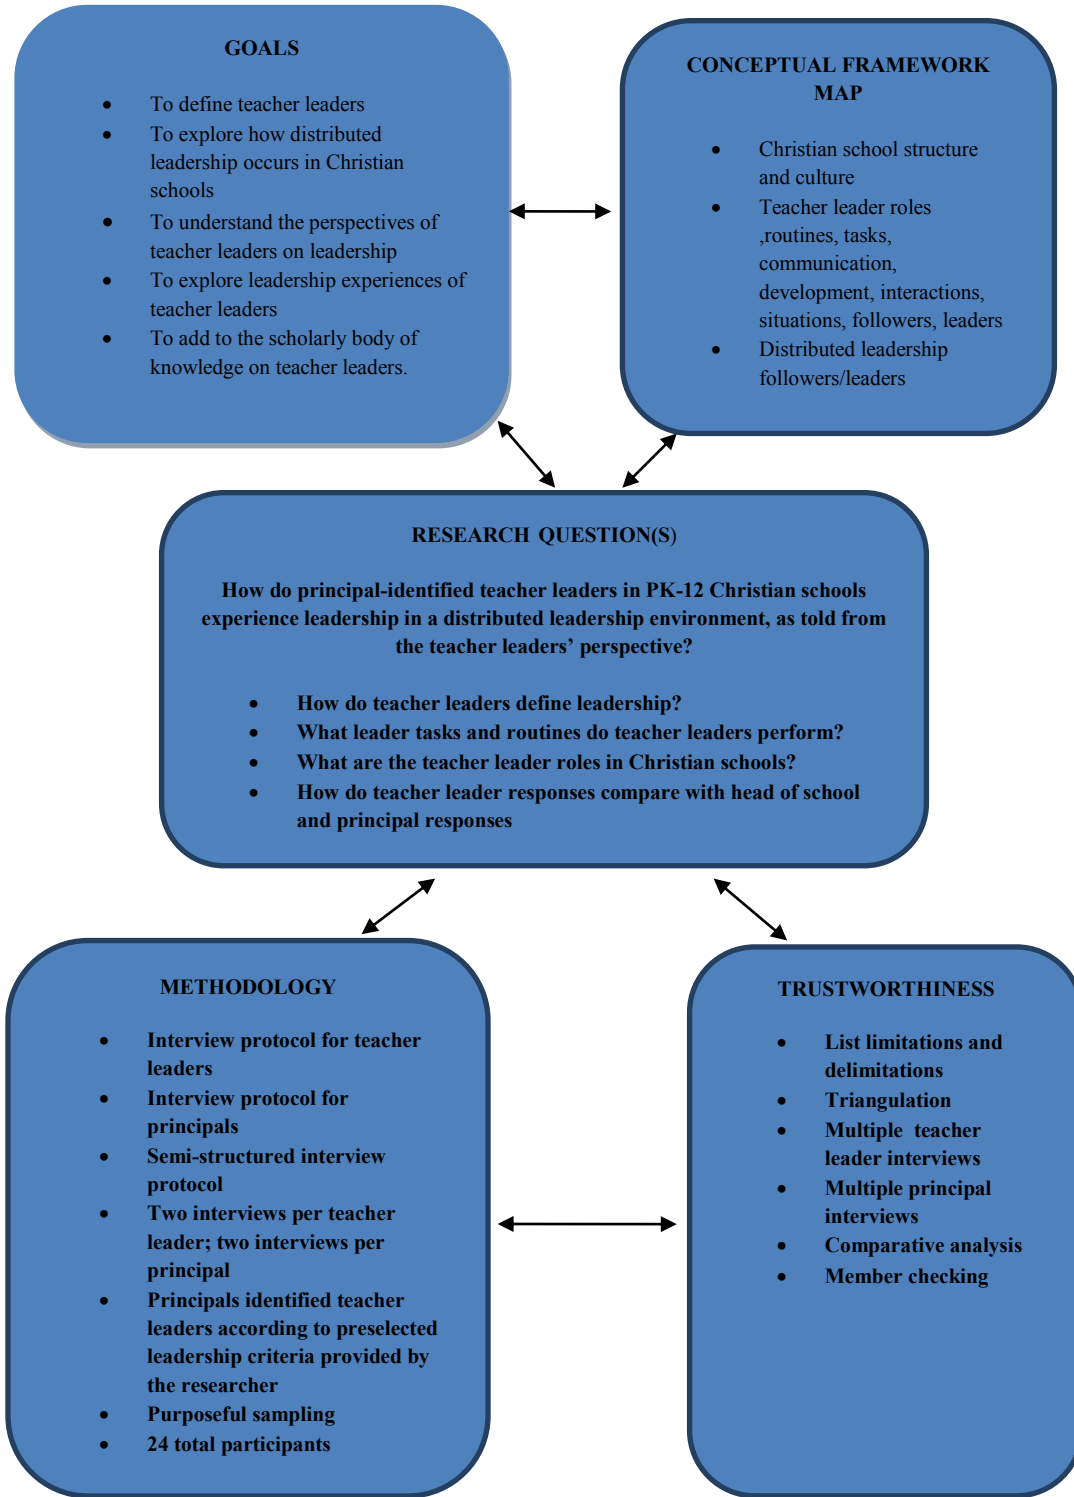 GOALS
• To define teacher leaders
• To explore how distributed
leadership occurs in Christian
schools
• To understand the perspectives of
teacher leaders on leadership
• To explore leadership experiences of
teacher leaders
• To add to the scholarly body of
knowledge on teacher leaders.
CONCEPTUAL FRAMEWORK
MAP
• Christian school structure
and culture
• Teacher leader roles
,routines, tasks,
communication,
development, interactions,
situations, followers, leaders
• Distributed leadership
followers/leaders
RESEARCH QUESTION(S)
How do principal-identified teacher leaders in PK-12 Christian schools
experience leadership in a distributed leadership environment, as told from
the teacher leaders’ perspective?
• How do teacher leaders define leadership?
• What leader tasks and routines do teacher leaders perform?
• What are the teacher leader roles in Christian schools?
• How do teacher leader responses compare with head of school
and principal responses
METHODOLOGY
• Interview protocol for teacher
leaders
• Interview protocol for
principals
• Semi-structured interview
protocol
• Two interviews per teacher
leader; two interviews per
principal
• Principals identified teacher
leaders according to preselected
leadership criteria provided by
the researcher
• Purposeful sampling
• 24 total participants
TRUSTWORTHINESS
• List limitations and
delimitations
• Triangulation
• Multiple teacher
leader interviews
• Multiple principal
interviews
• Comparative analysis
• Member checking